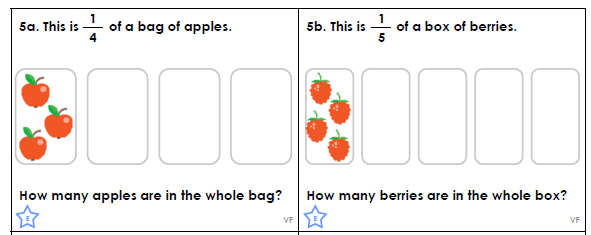 5a. This is 1/4 of a bag of apples.
How many apples are in the whole bag?
E
VF
5b. This is 1/5 of a box of berries.
How many berries are in the whole box?
E
VF